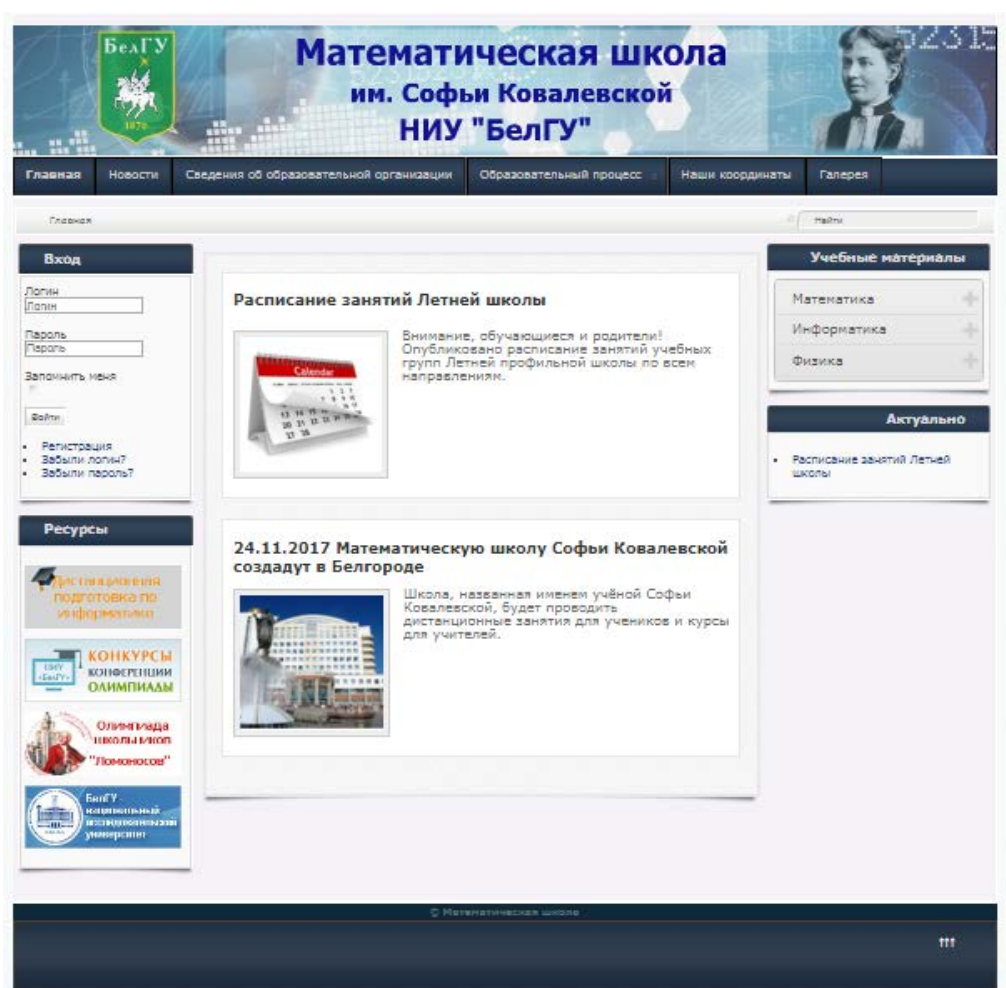 БелГУ
1876
Математическая школа
им. Софьи Ковалевской
НИУ "БелГУ"
52315
Главная
Новости
Сведения об образовательной организации
Образовательный процесс
Наши координаты
Галерея
Главная
Найти
Вход
Логин
Логин
Пароль
Пароль
Запомнить меня
Войти
Регистрация
Забыли логин?
Забыли пароль?
Ресурсы
Дистанционная
подготовка по
информатике
НИУ
«БелГУ»
КОНКУРСЫ
КОНФЕРЕНЦИИ
ОЛИМПИАДЫ
Олимпиада
школьников
"Ломоносов"
БелГУ
национальный
исследовательский
университет
Расписание занятий Летней школы
Calendar
Внимание, обучающиеся и родители!
Опубликовано расписание занятий учебных
групп Летней профильной школы по всем
направлениям.
24.11.2017 Математическую школу Софьи Ковалевской
создадут в Белгороде
Школа, названная именем учёной Софьи
Ковалевской, будет проводить
дистанционные занятия для учеников и курсы
для учителей.
Учебные материалы
Математика
Информатика
Физика
Актуально
Расписание занятий Летней
школы
© Математическая школа